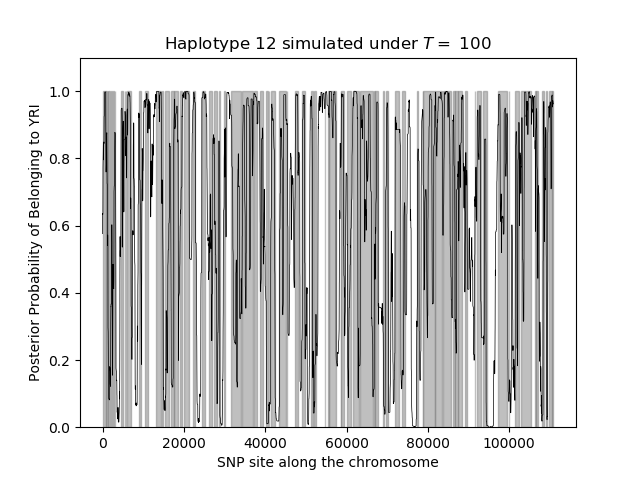 Haplotype 12 simulated under T = 100
Posterior Probability of Belonging to YRI
1.0
0.8
0.6
0.4
0.2
0.0
0 20000 40000 60000 80000 100000
SNP site along the chromosome